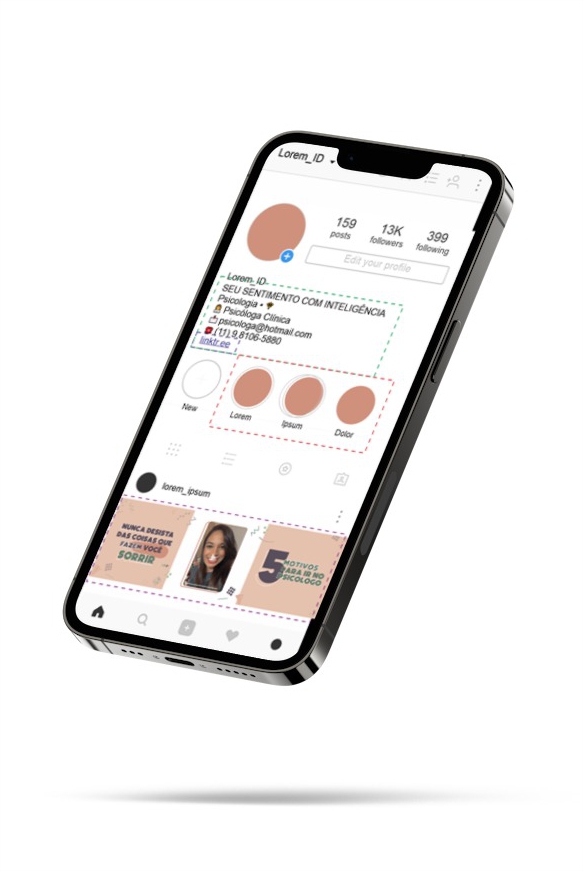 Lorem_ID
159 13K 399
posts followers following
Edit your profile
Lorem_ID
SEU SENTIMENTO COM INTELIGÊNCIA
Psicologia •
Psicóloga Clínica
psicologa@hotmail.com
9.8106-5880
linktr.ee
New Lorem Ipsum Dolor
lorem_ipsum
NUNCA DESISTA
DAS COISAS QUE
FAZEM VOCÊ
SORRIR
5 MOTIVOS
PARA IR NO
PSICOLOGO